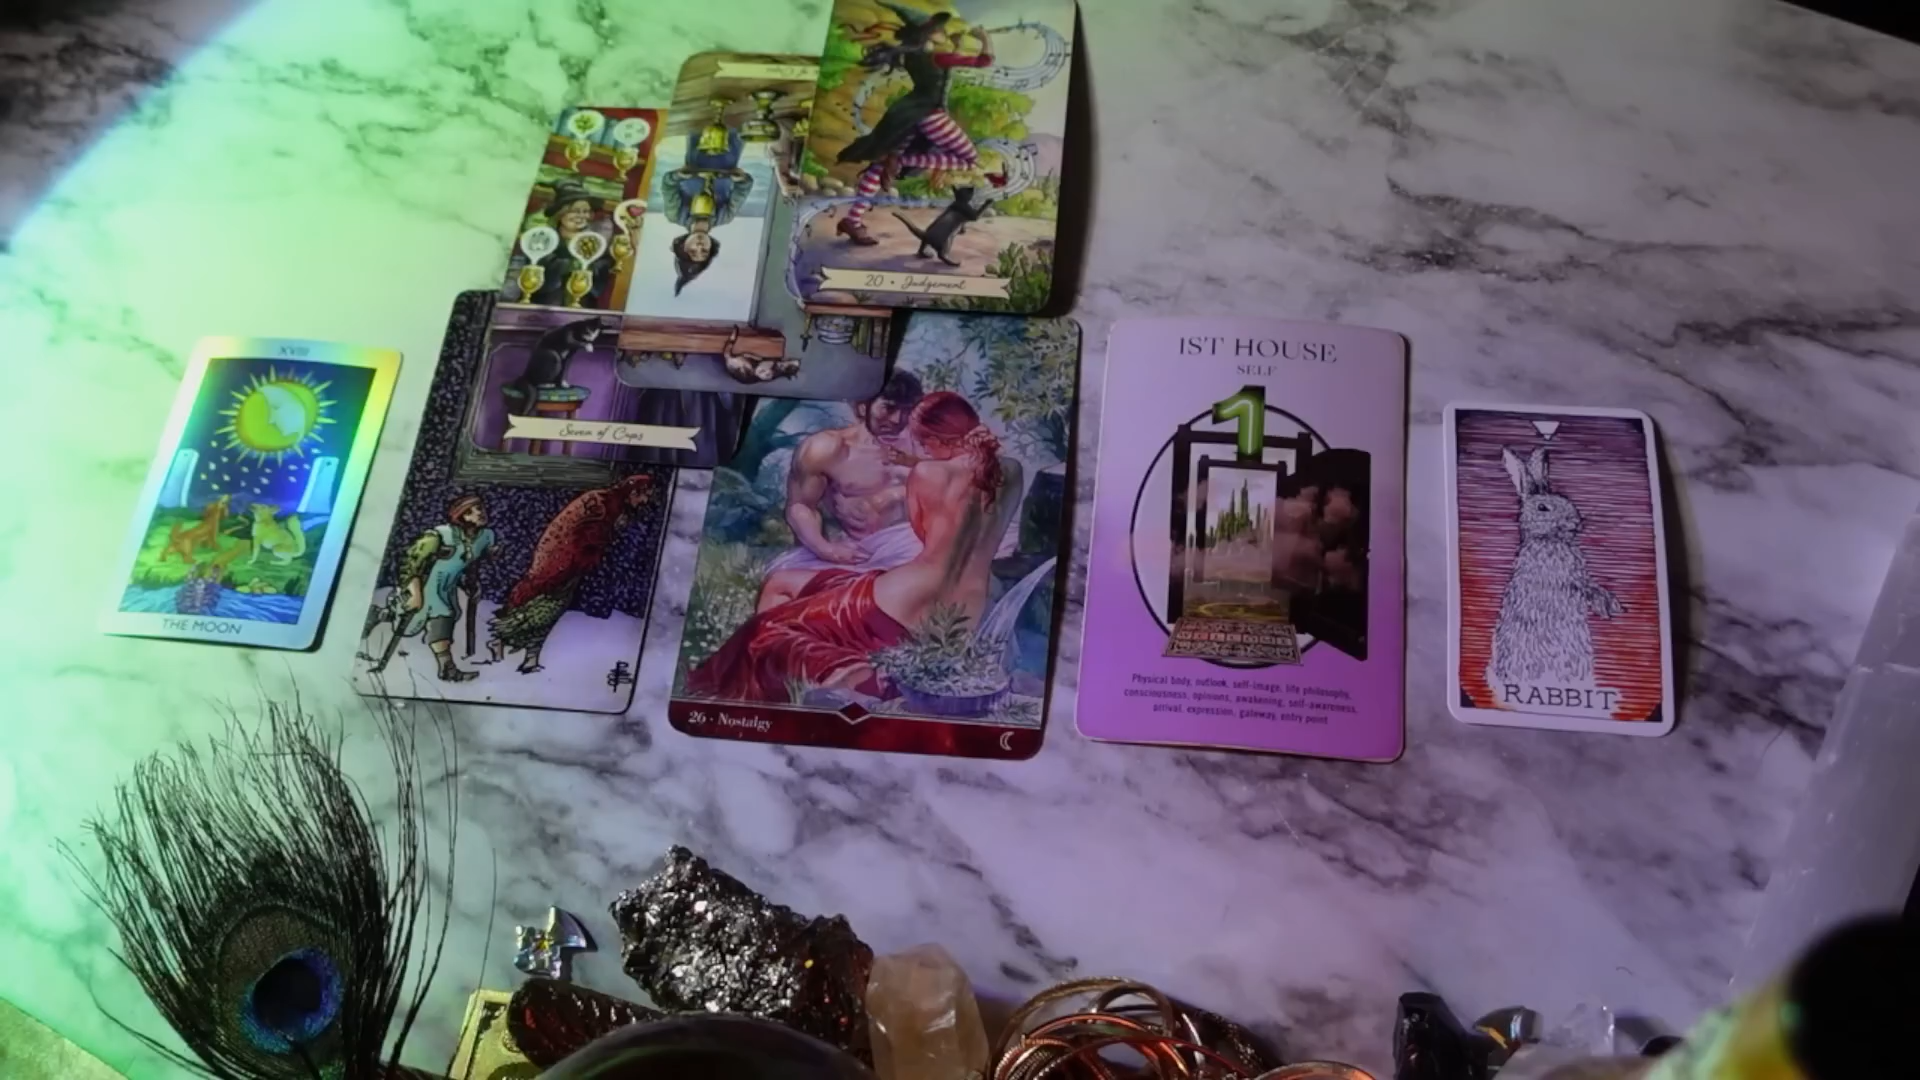 20 • Judgement
Seven of Cups
XVIII
THE MOON
26 • Nostalgy
1ST HOUSE
SELF
1
WELCOME
Physical body, outlook, self-image, life philosophy,
consciousness, opinions, awakening, self-awareness,
arrival, expression, gateway, entry point
RABBIT